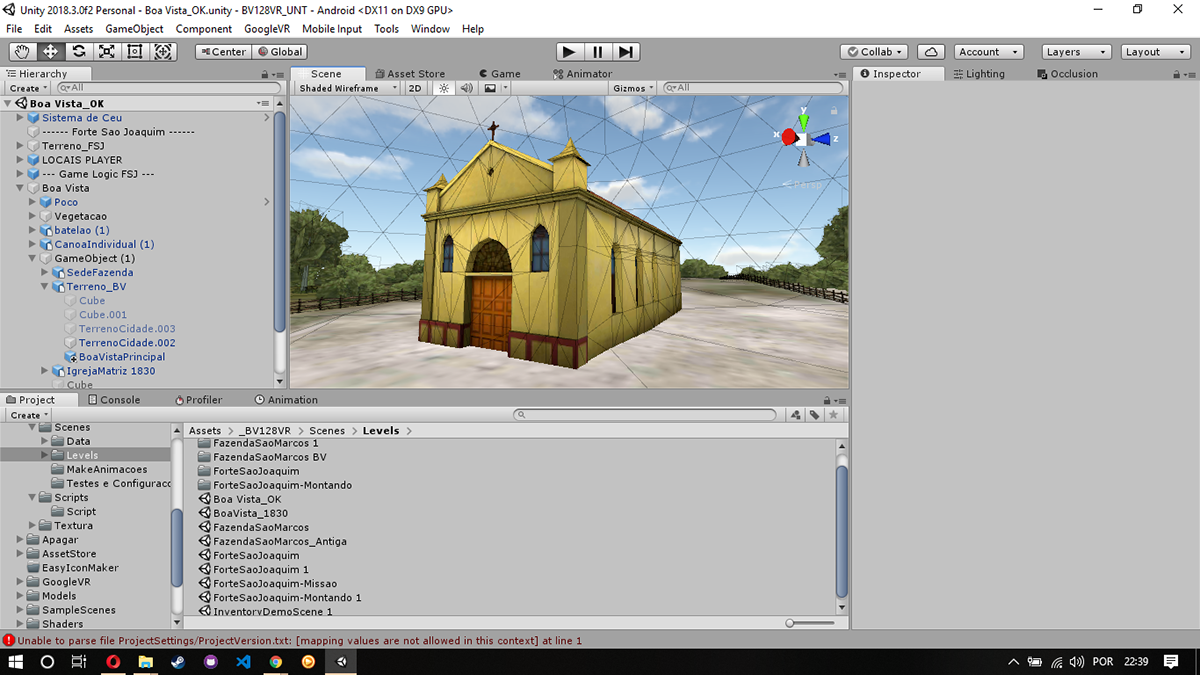 Unity 2018.3.0f2 Personal - Boa Vista_OK.unity - BV128VR_UNT - Android <DX11 on DX9 GPU>
File Edit Assets GameObject Component GoogleVR Mobile Input Tools Window Help
Center Global Collab Account Layers Layout
Hierarchy
Create All
Boa Vista_OK
Sistema de Ceu
------ Forte Sao Joaquim ------
Terreno_FSJ
LOCAIS PLAYER
--- Game Logic FSJ ---
Boa Vista
Poco
Vegetacao
batelao (1)
CanoaIndividual (1)
GameObject (1)
SedeFazenda
Terreno_BV
Cube
Cube.001
TerrenoCidade.003
TerrenoCidade.002
BoaVistaPrincipal
IgrejaMatriz 1830
Cube
Scene Asset Store Game Animator
Shaded Wireframe 2D Gizmos All
y
x z
Persp
Inspector Lighting Occlusion
Project Console Profiler Animation
Create
Scenes
Data
Levels
MakeAnimacoes
Testes e Configuracc
Scripts
Script
Textura
Apagar
AssetStore
EasyIconMaker
GoogleVR
Models
SampleScenes
Shaders
Assets > _BV128VR > Scenes > Levels >
FazendaSaoMarcos 1
FazendaSaoMarcos BV
ForteSaoJoaquim
ForteSaoJoaquim-Montando
Boa Vista_OK
BoaVista_1830
FazendaSaoMarcos
FazendaSaoMarcos_Antiga
ForteSaoJoaquim
ForteSaoJoaquim 1
ForteSaoJoaquim-Missao
ForteSaoJoaquim-Montando 1
InventoryDemoScene 1
Unable to parse file ProjectSettings/ProjectVersion.txt: [mapping values are not allowed in this context] at line 1
POR 22:39